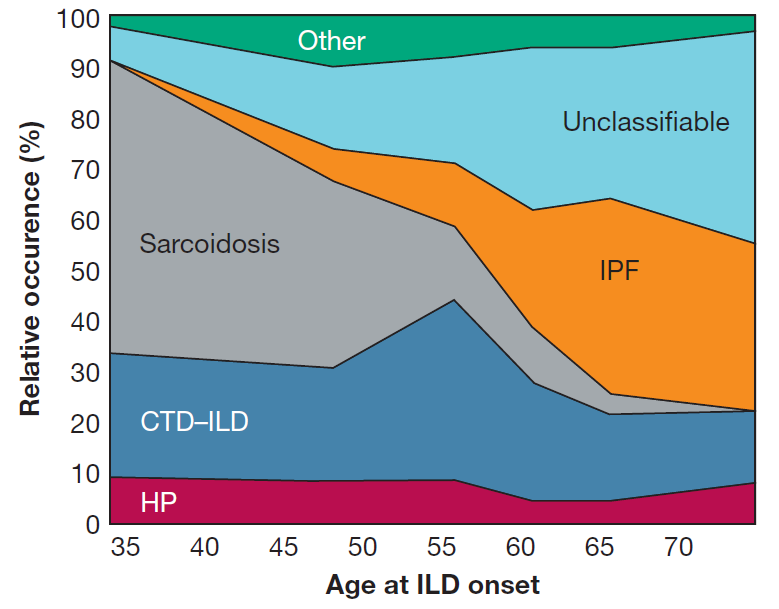 100
90
80
70
60
50
40
30
20
10
0
Relative occurence (%)
Other
Unclassifiable
Sarcoidosis
IPF
CTD–ILD
HP
35 40 45 50 55 60 65 70
Age at ILD onset